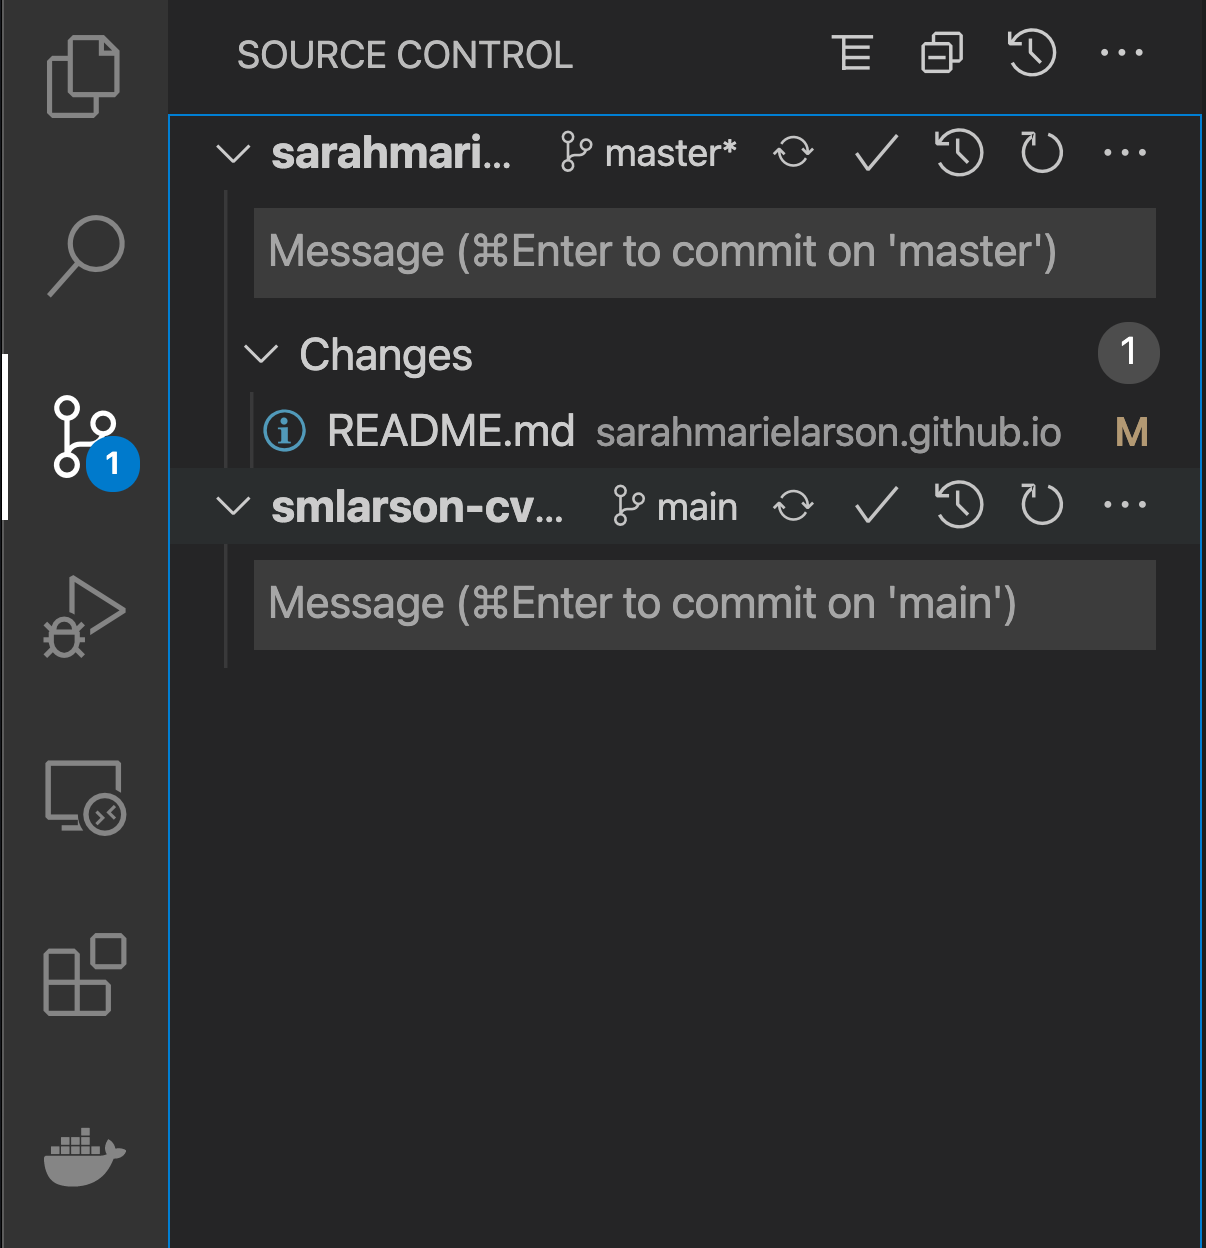 SOURCE CONTROL
sarahmari... master*
Message (⌘Enter to commit on 'master')
Changes 1
README.md sarahmarielarson.github.io M
1
smlarson-cv... main
Message (⌘Enter to commit on 'main')